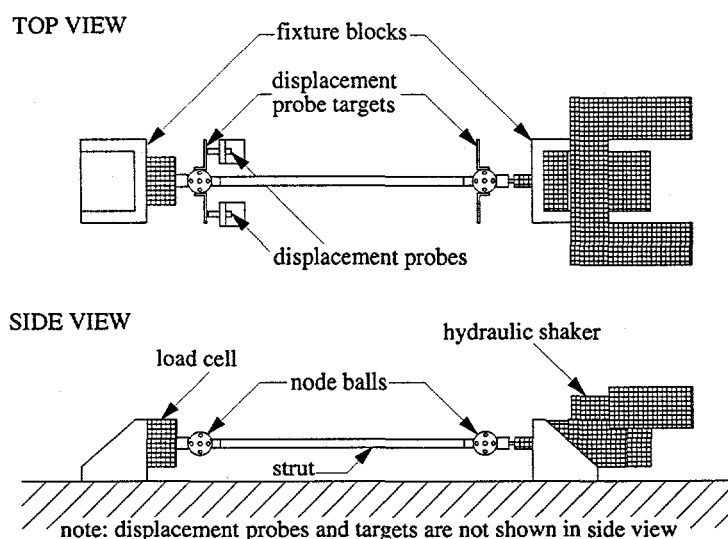 TOP VIEW
fixture blocks
displacement
probe targets
displacement probes
SIDE VIEW
hydraulic shaker
load cell
node balls
strut
note: displacement probes and targets are not shown in side view